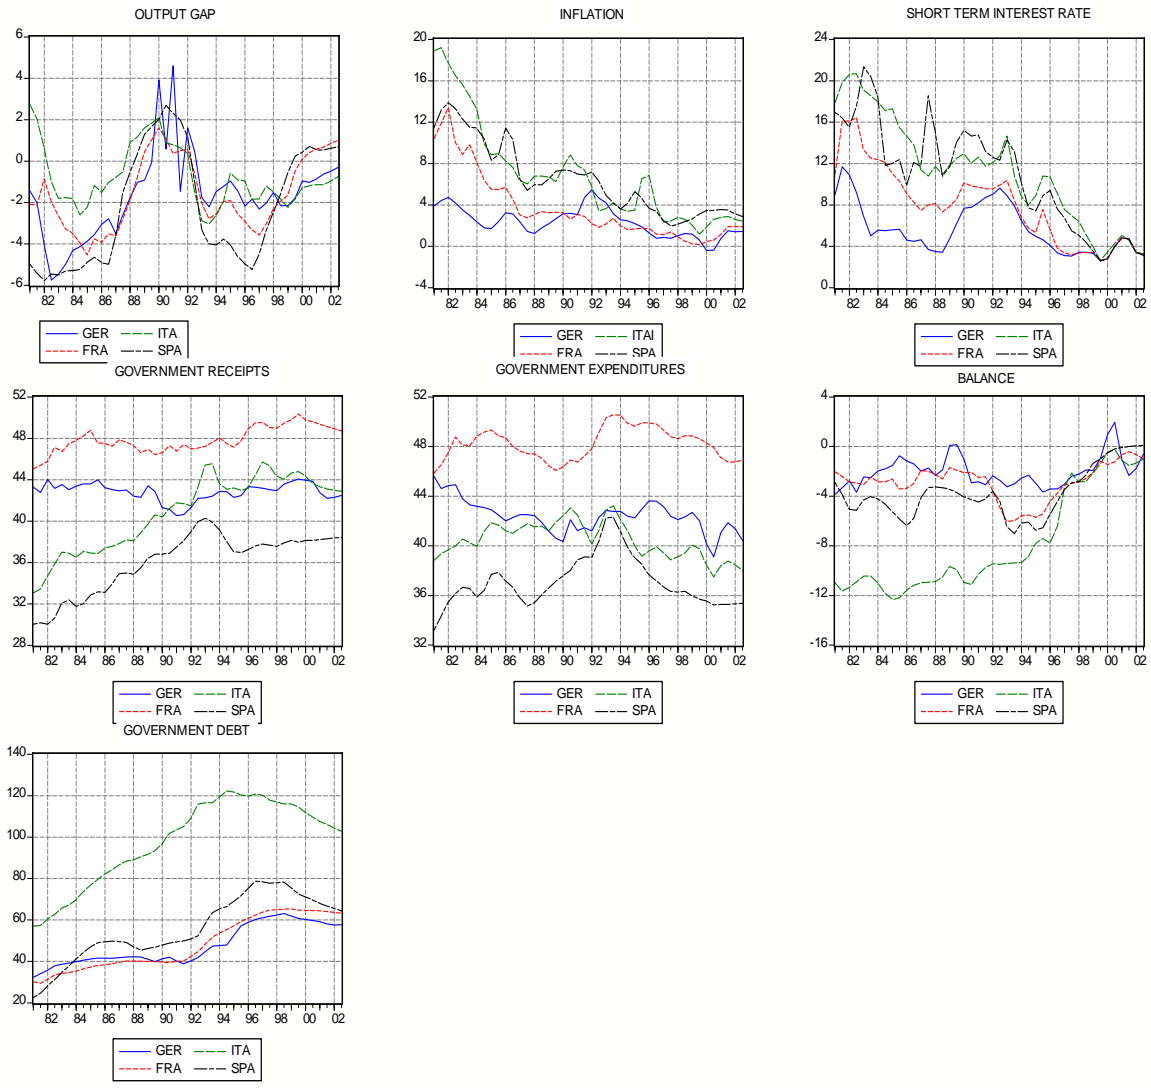 OUTPUT GAP
6
4
2
0
-2
-4
-6
82 84 86 88 90 92 94 96 98 00 02
GER ITA
FRA SPA
INFLATION
20
16
12
8
4
0
-4
82 84 86 88 90 92 94 96 98 00 02
GER ITAI
FRA SPA
SHORT TERM INTEREST RATE
24
20
16
12
8
4
0
82 84 86 88 90 92 94 96 98 00 02
GER ITA
FRA SPA
GOVERNMENT RECEIPTS
52
48
44
40
36
32
28
82 84 86 88 90 92 94 96 98 00 02
GER ITA
FRA SPA
GOVERNMENT EXPENDITURES
52
48
44
40
36
32
82 84 86 88 90 92 94 96 98 00 02
GER ITA
FRA SPA
BALANCE
4
0
-4
-8
-12
-16
82 84 86 88 90 92 94 96 98 00 02
GER ITA
FRA SPA
GOVERNMENT DEBT
140
120
100
80
60
40
20
82 84 86 88 90 92 94 96 98 00 02
GER ITA
FRA SPA